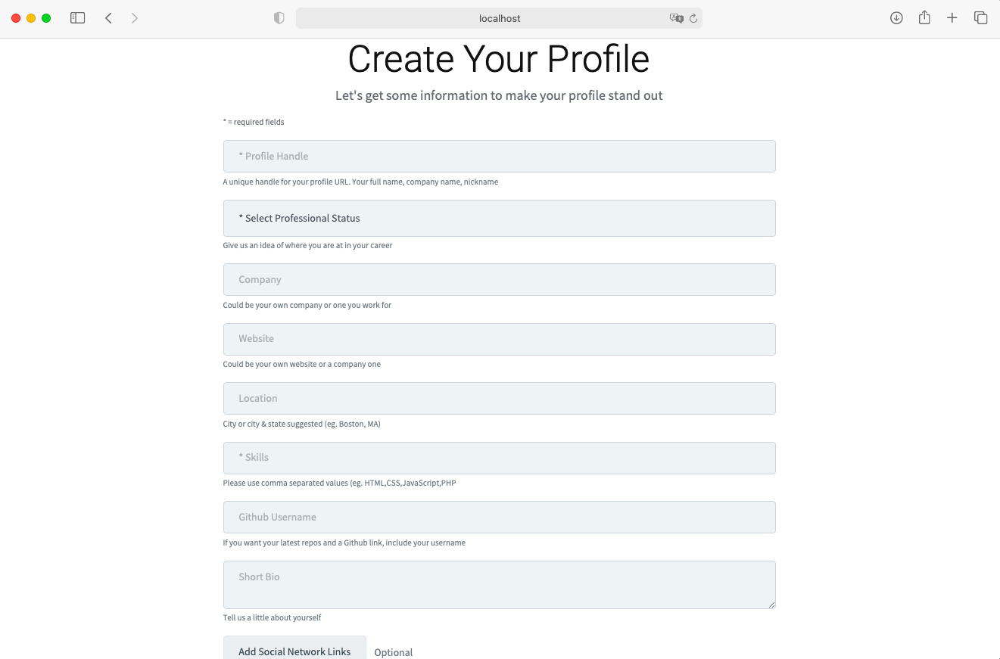 localhost
Create Your Profile
Let's get some information to make your profile stand out
* = required fields
* Profile Handle
A unique handle for your profile URL. Your full name, company name, nickname
* Select Professional Status
Give us an idea of where you are at in your career
Company
Could be your own company or one you work for
Website
Could be your own website or a company one
Location
City or city & state suggested (eg. Boston, MA)
* Skills
Please use comma separated values (eg. HTML,CSS,JavaScript,PHP
Github Username
If you want your latest repos and a Github link, include your username
Short Bio
Tell us a little about yourself
Add Social Network Links Optional